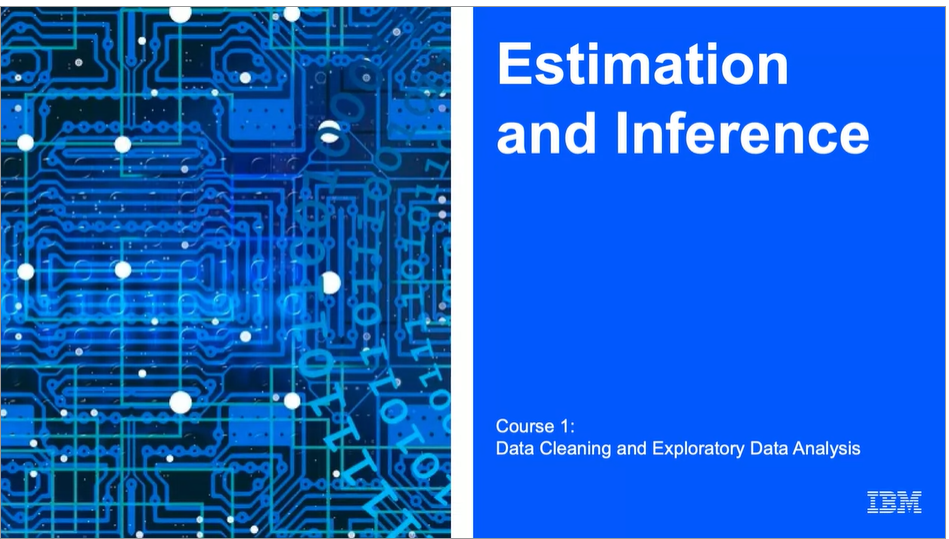 Estimation
and Inference
Course 1:
Data Cleaning and Exploratory Data Analysis
IBM